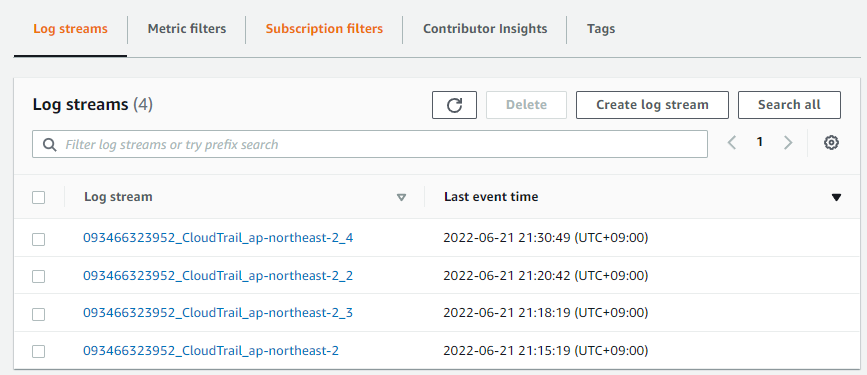 Log streams Metric filters Subscription filters Contributor Insights Tags
Log streams (4) Delete Create log stream Search all
Filter log streams or try prefix search 1
Log stream Last event time
093466323952_CloudTrail_ap-northeast-2_4 2022-06-21 21:30:49 (UTC+09:00)
093466323952_CloudTrail_ap-northeast-2_2 2022-06-21 21:20:42 (UTC+09:00)
093466323952_CloudTrail_ap-northeast-2_3 2022-06-21 21:18:19 (UTC+09:00)
093466323952_CloudTrail_ap-northeast-2 2022-06-21 21:15:19 (UTC+09:00)